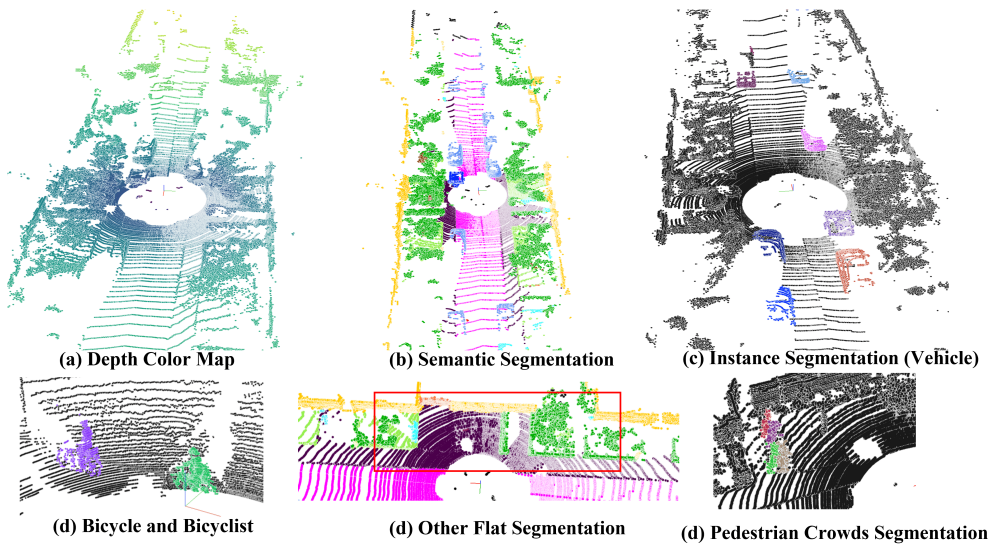 (a) Depth Color Map
(b) Semantic Segmentation
(c) Instance Segmentation (Vehicle)
(d) Bicycle and Bicyclist
(d) Other Flat Segmentation
(d) Pedestrian Crowds Segmentation